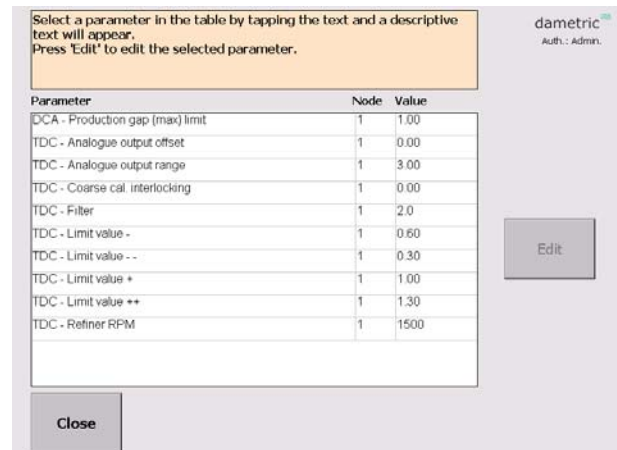 Select a parameter in the table by tapping the text and a descriptive
text will appear.
Press 'Edit' to edit the selected parameter.
dametric
Auth.: Admin.
Parameter Node Value
DCA - Production gap (max) limit 1 1.00
TDC - Analogue output offset 1 0.00
TDC - Analogue output range 1 3.00
TDC - Coarse cal. interlocking 1 0.00
TDC - Filter 1 2.0
TDC - Limit value - 1 0.60
TDC - Limit value - - 1 0.30
TDC - Limit value + 1 1.00
TDC - Limit value ++ 1 1.30
TDC - Refiner RPM 1 1500
Edit
Close